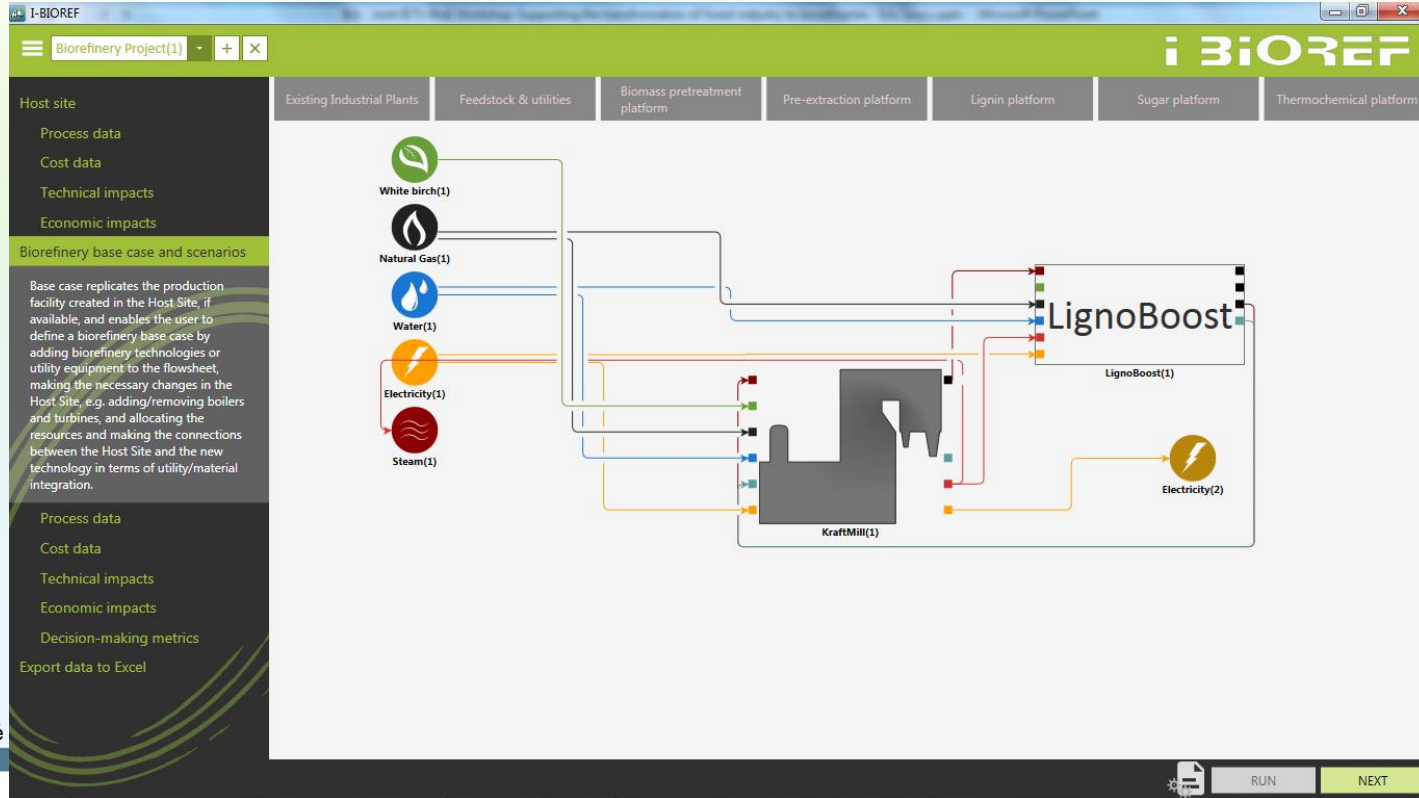 I-BIOREF
Biorefinery Project(1)
i BiOREF
Host site
Process data
Cost data
Technical impacts
Economic impacts
Biorefinery base case and scenarios
Base case replicates the production
facility created in the Host Site, if
available, and enables the user to
define a biorefinery base case by
adding biorefinery technologies or
utility equipment to the flowsheet,
making the necessary changes in the
Host Site, e.g. adding/removing boilers
and turbines, and allocating the
resources and making the connections
between the Host Site and the new
technology in terms of utility/material
integration.
Process data
Cost data
Technical impacts
Economic impacts
Decision-making metrics
Export data to Excel
Existing Industrial Plants
Feedstock & utilities
Biomass pretreatment
platform
Pre-extraction platform
Lignin platform
Sugar platform
Thermochemical platform
White birch(1)
Natural Gas(1)
Water(1)
Electricity(1)
Steam(1)
LignoBoost
LignoBoost(1)
KraftMill(1)
Electricity(2)
RUN
NEXT